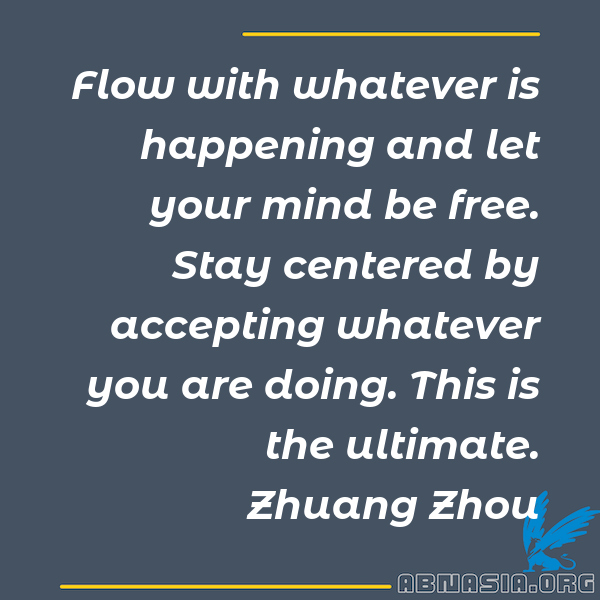 Flow with whatever is
happening and let
your mind be free.
Stay centered by
accepting whatever
you are doing. This is
the ultimate.
Zhuang Zhou
ABNASIA.ORG